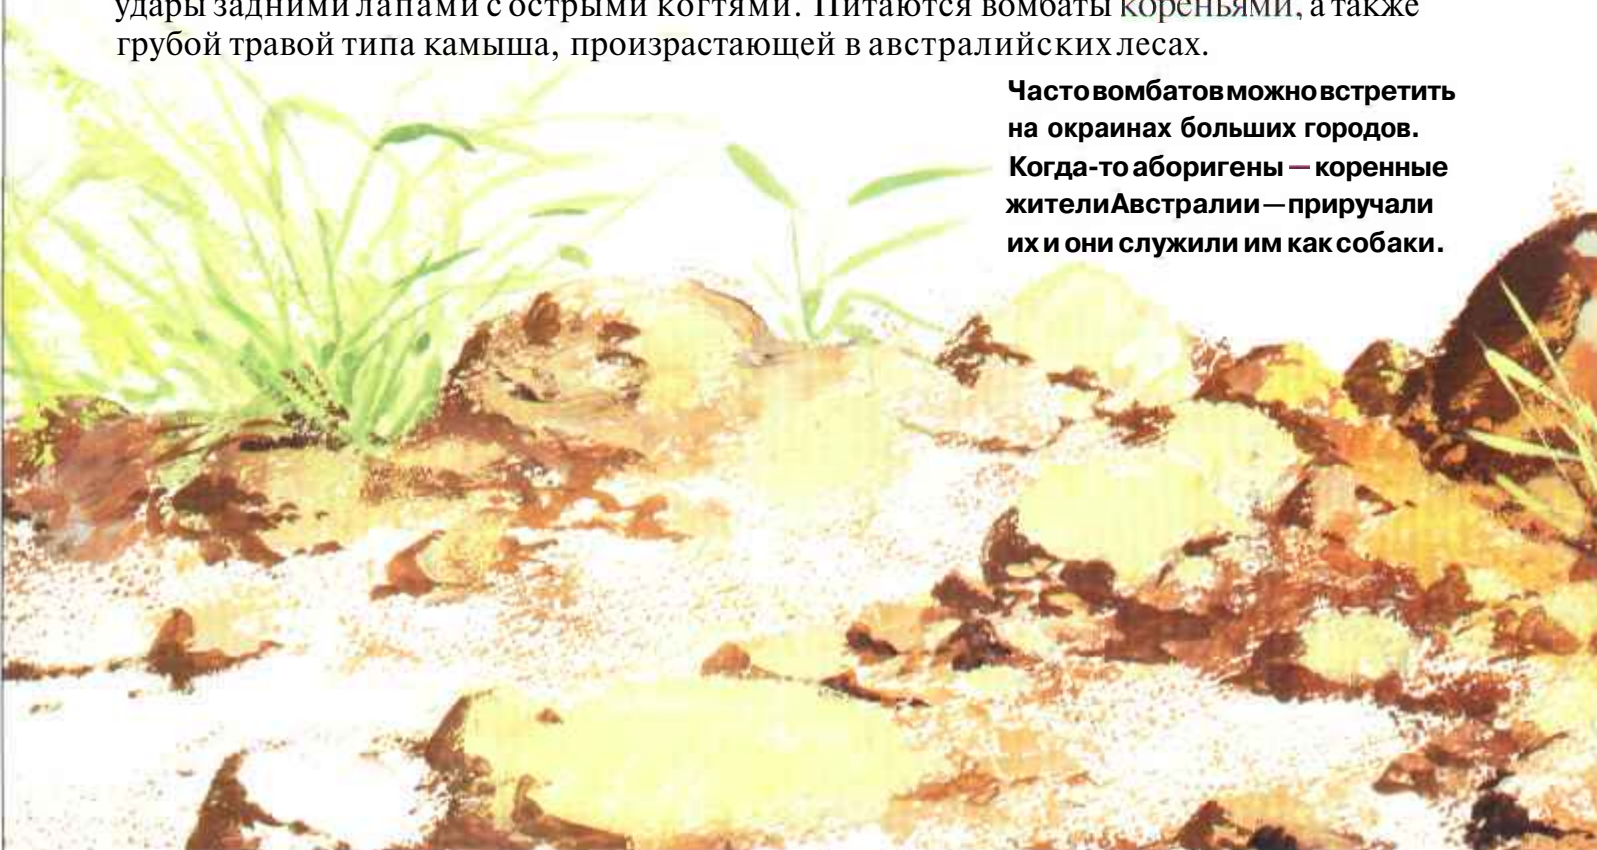 удары задними лапами с острыми когтями. Питаются вомбаты кореньями, а также
грубой травой типа камыша, произрастающей в австралийских лесах.
Часто вомбатов можно встретить
на окраинах больших городов.
Когда-то аборигены — коренные
жители Австралии — приручали
их и они служили им как собаки.